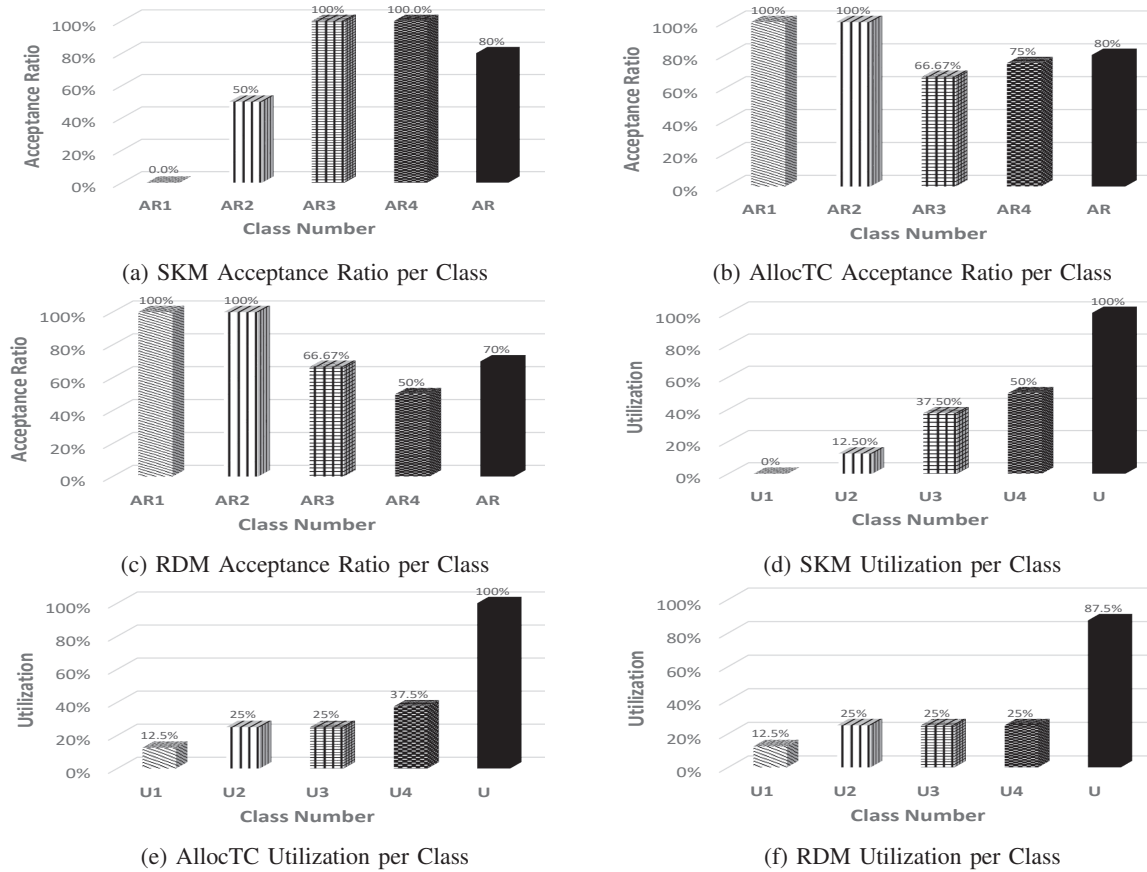 100%
80%
60%
40%
20%
0%
Acceptance Ratio
0.0%
50%
100%
100.0%
80%
AR1 AR2 AR3 AR4 AR
Class Number
(a) SKM Acceptance Ratio per Class
100%
80%
60%
40%
20%
0%
Acceptance Ratio
100%
100%
66.67%
75%
80%
AR1 AR2 AR3 AR4 AR
Class Number
(b) AllocTC Acceptance Ratio per Class
100%
80%
60%
40%
20%
0%
Acceptance Ratio
100%
100%
66.67%
50%
70%
AR1 AR2 AR3 AR4 AR
Class Number
(c) RDM Acceptance Ratio per Class
100%
80%
60%
40%
20%
0%
Utilization
0%
12.50%
37.50%
50%
100%
U1 U2 U3 U4 U
Class Number
(d) SKM Utilization per Class
100%
80%
60%
40%
20%
0%
Utilization
12.5%
25%
25%
37.5%
100%
U1 U2 U3 U4 U
Class Number
(e) AllocTC Utilization per Class
100%
80%
60%
40%
20%
0%
Utilization
12.5%
25%
25%
25%
87.5%
U1 U2 U3 U4 U
Class Number
(f) RDM Utilization per Class